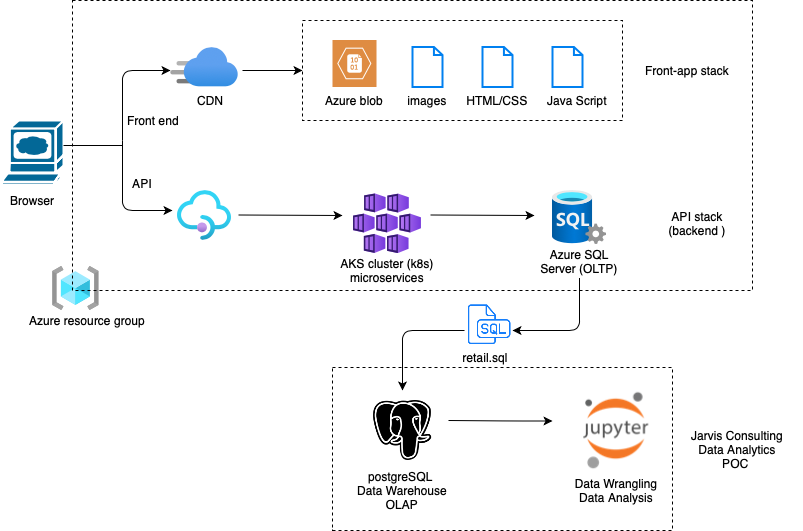 Azure blob
images
HTML/CSS
Java Script
Front-app stack
CDN
Front end
API
Browser
SQL
AKS cluster (k8s)
microservices
Azure SQL
Server (OLTP)
API stack
(backend )
Azure resource group
SQL
retail.sql
jupyter
postgreSQL
Data Warehouse
OLAP
Data Wrangling
Data Analysis
Jarvis Consulting
Data Analytics
POC